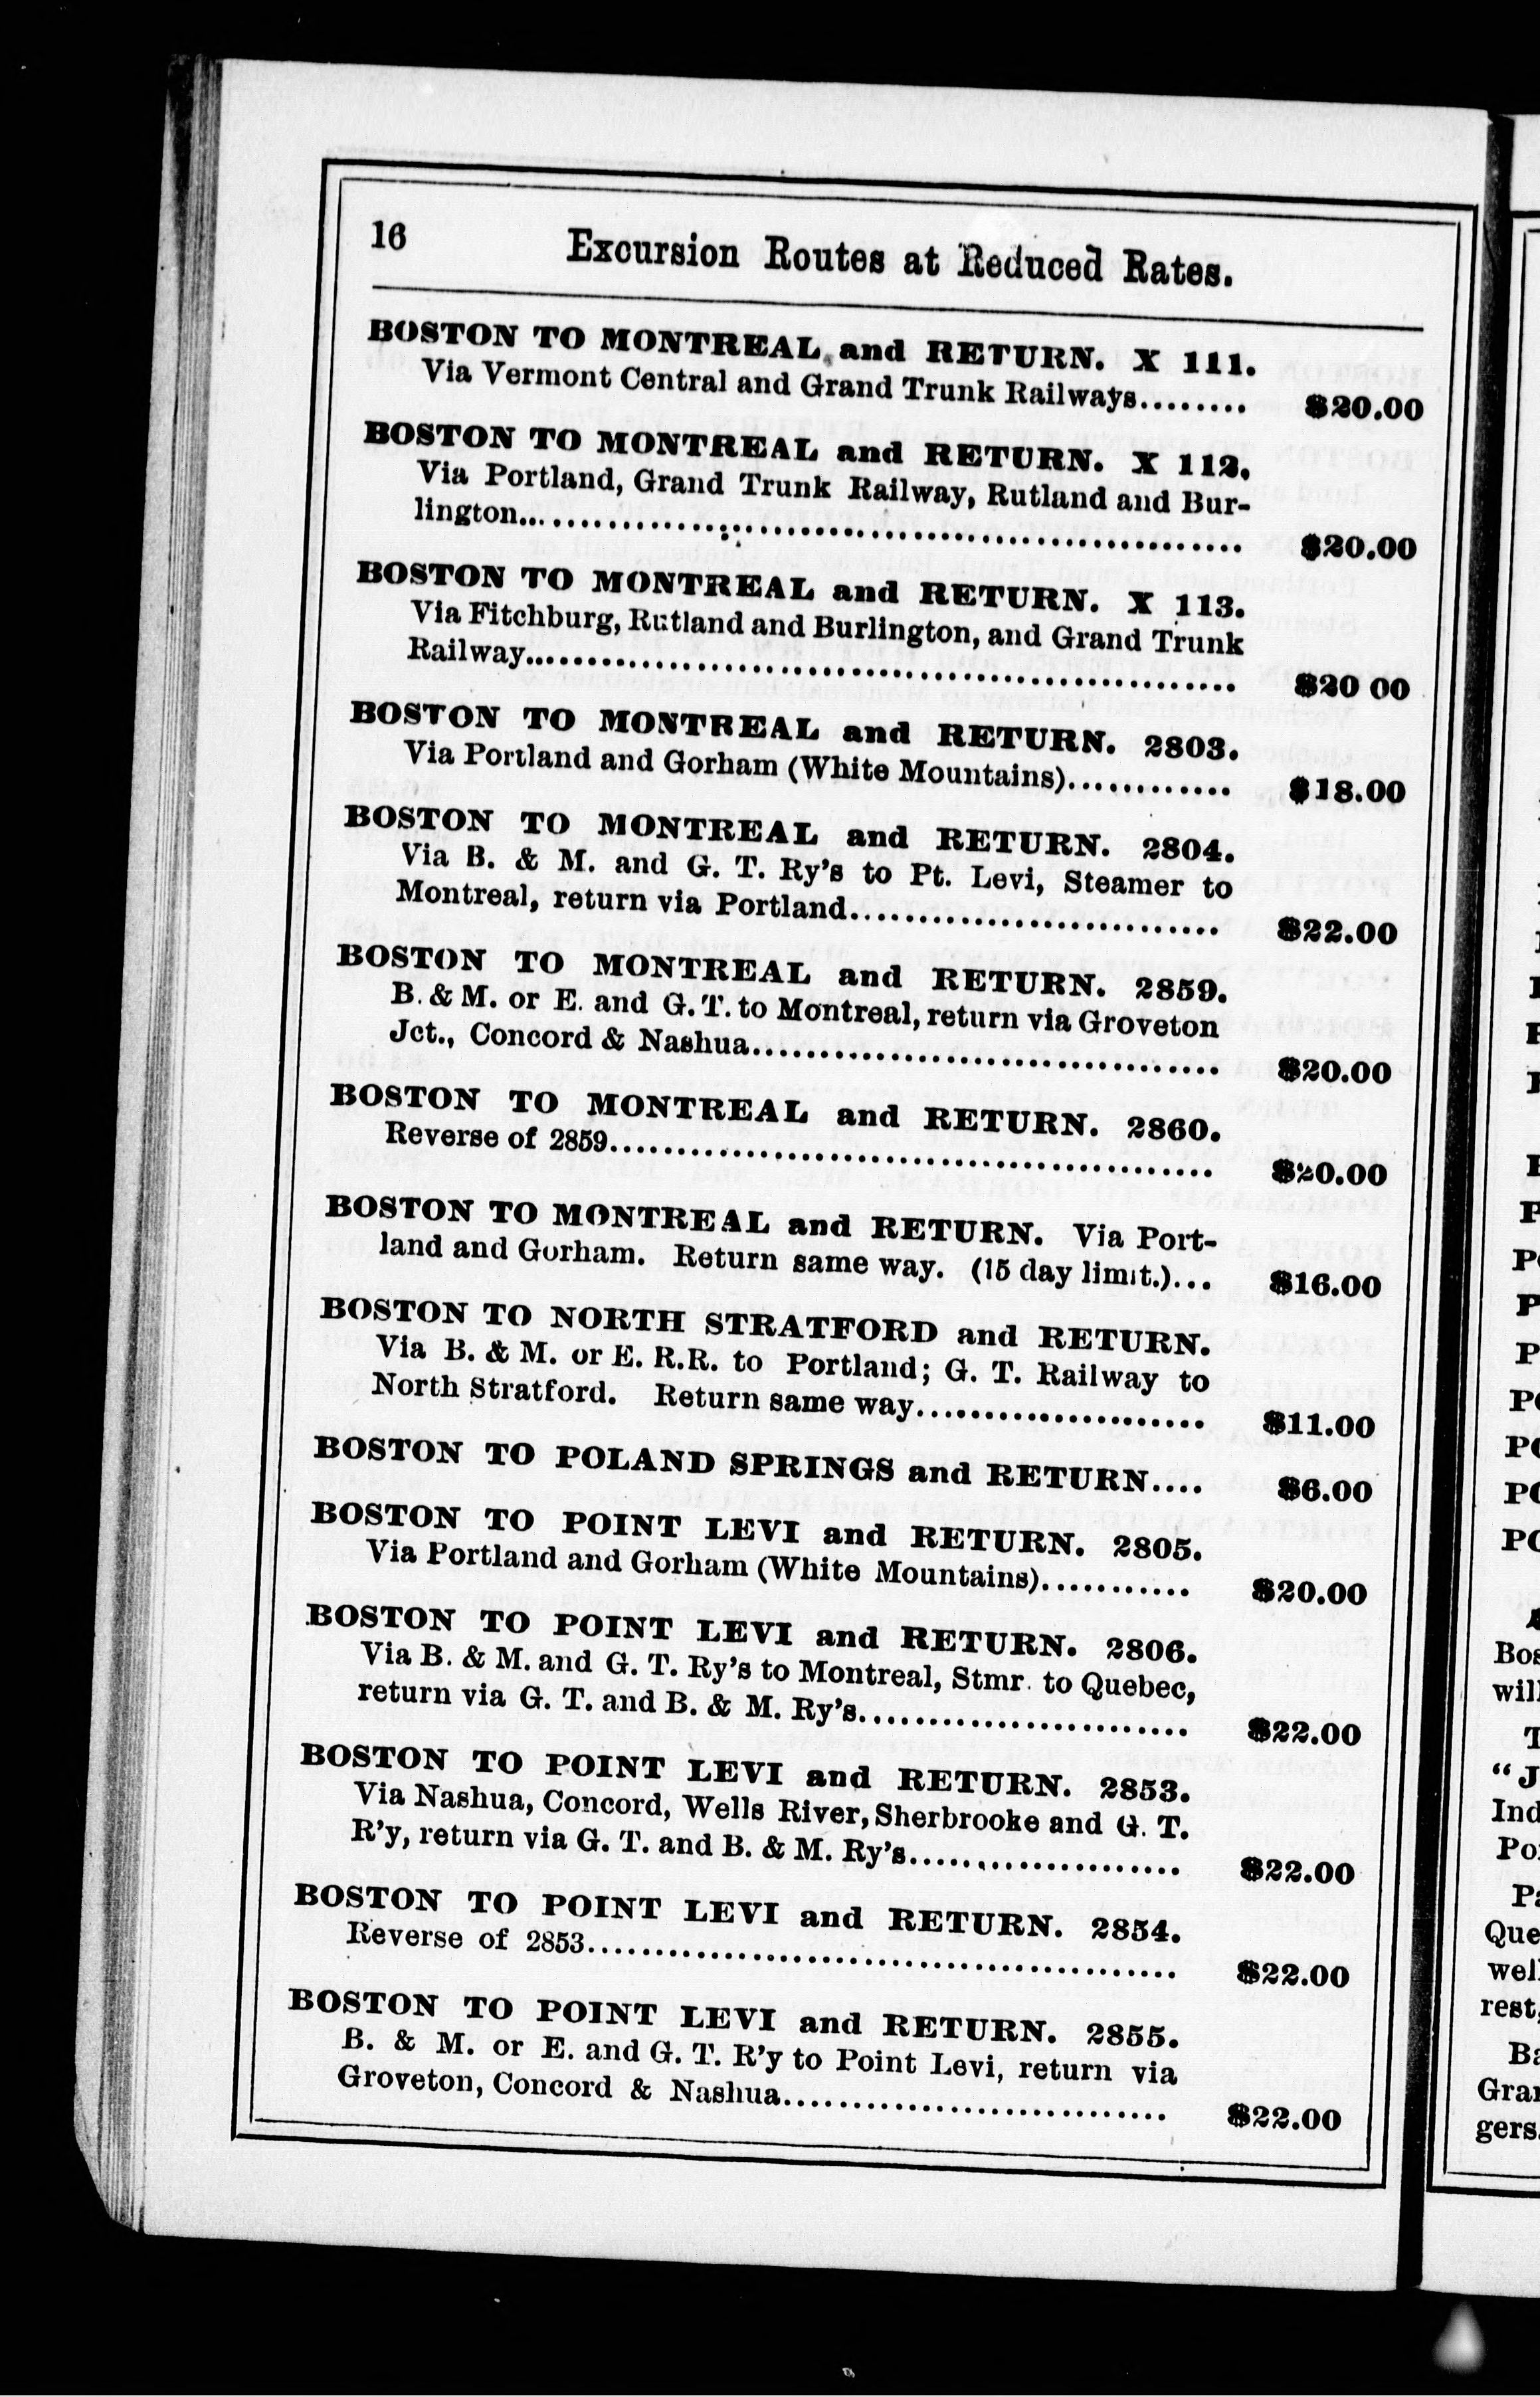 16 Excursion Routes at Reduced Rates.
BOSTON TO MONTREAL and RETURN. X 111.
Via Vermont Central and Grand Trunk Railways........ $20.00
BOSTON TO MONTREAL and RETURN. X 112.
Via Portland, Grand Trunk Railway, Rutland and Bur-
lington................................................... $20.00
BOSTON TO MONTREAL and RETURN. X 113.
Via Fitchburg, Rutland and Burlington, and Grand Trunk
Railway................................................... $20 00
BOSTON TO MONTREAL and RETURN. 2803.
Via Portland and Gorham (White Mountains)............ $18.00
BOSTON TO MONTREAL and RETURN. 2804.
Via B. & M. and G. T. Ry's to Pt. Levi, Steamer to
Montreal, return via Portland........................... $22.00
BOSTON TO MONTREAL and RETURN. 2859.
B. & M. or E. and G. T. to Montreal, return via Groveton
Jct., Concord & Nashua.................................. $20.00
BOSTON TO MONTREAL and RETURN. 2860.
Reverse of 2859............................................ $20.00
BOSTON TO MONTREAL and RETURN. Via Port-
land and Gorham. Return same way. (15 day limit.)... $16.00
BOSTON TO NORTH STRATFORD and RETURN.
Via B. & M. or E. R.R. to Portland; G. T. Railway to
North Stratford. Return same way..................... $11.00
BOSTON TO POLAND SPRINGS and RETURN.... $6.00
BOSTON TO POINT LEVI and RETURN. 2805.
Via Portland and Gorham (White Mountains)........... $20.00
BOSTON TO POINT LEVI and RETURN. 2806.
Via B. & M. and G. T. Ry's to Montreal, Stmr. to Quebec,
return via G. T. and B. & M. Ry's........................ $22.00
BOSTON TO POINT LEVI and RETURN. 2853.
Via Nashua, Concord, Wells River, Sherbrooke and G. T.
R'y, return via G. T. and B. & M. Ry's.................... $22.00
BOSTON TO POINT LEVI and RETURN. 2854.
Reverse of 2853........................................... $22.00
BOSTON TO POINT LEVI and RETURN. 2855.
B. & M. or E. and G. T. R'y to Point Levi, return via
Groveton, Concord & Nashua............................ $22.00